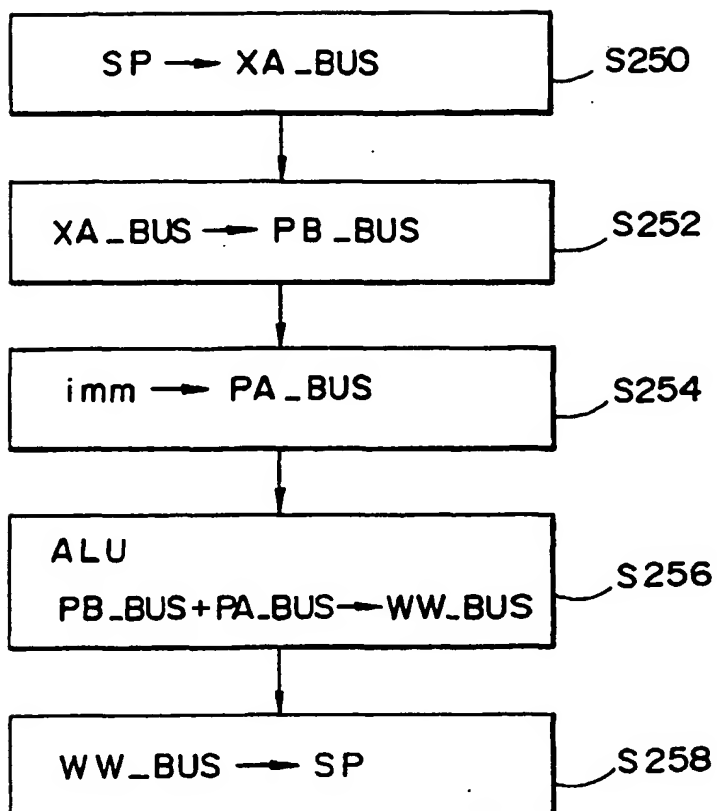 SP → XA_BUS S250
XA_BUS → PB_BUS S252
imm → PA_BUS S254
ALU
PB_BUS+PA_BUS→WW_BUS S256
WW_BUS → SP S258